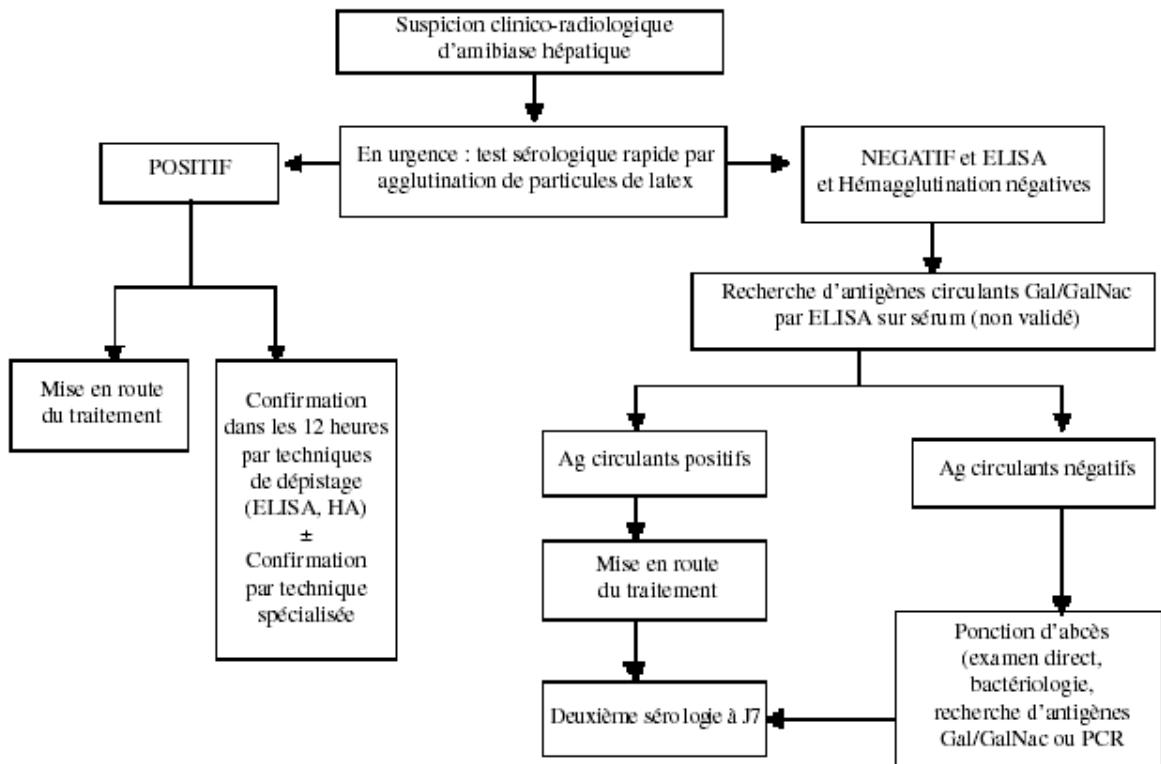 Suspicion clinico-radiologique
d'amibiase hépatique
En urgence : test sérologique rapide par
agglutination de particules de latex
POSITIF
NEGATIF et ELISA
et Hémagglutination négatives
Recherche d'antigènes circulants Gal/GalNac
par ELISA sur sérum (non validé)
Mise en route
du traitement
Confirmation
dans les 12 heures
par techniques
de dépistage
(ELISA, HA)
±
Confirmation
par technique
spécialisée
Ag circulants positifs
Ag circulants négatifs
Mise en route
du traitement
Ponction d'abcès
(examen direct,
bactériologie,
recherche d'antigènes
Gal/GalNac ou PCR
Deuxième sérologie à J7